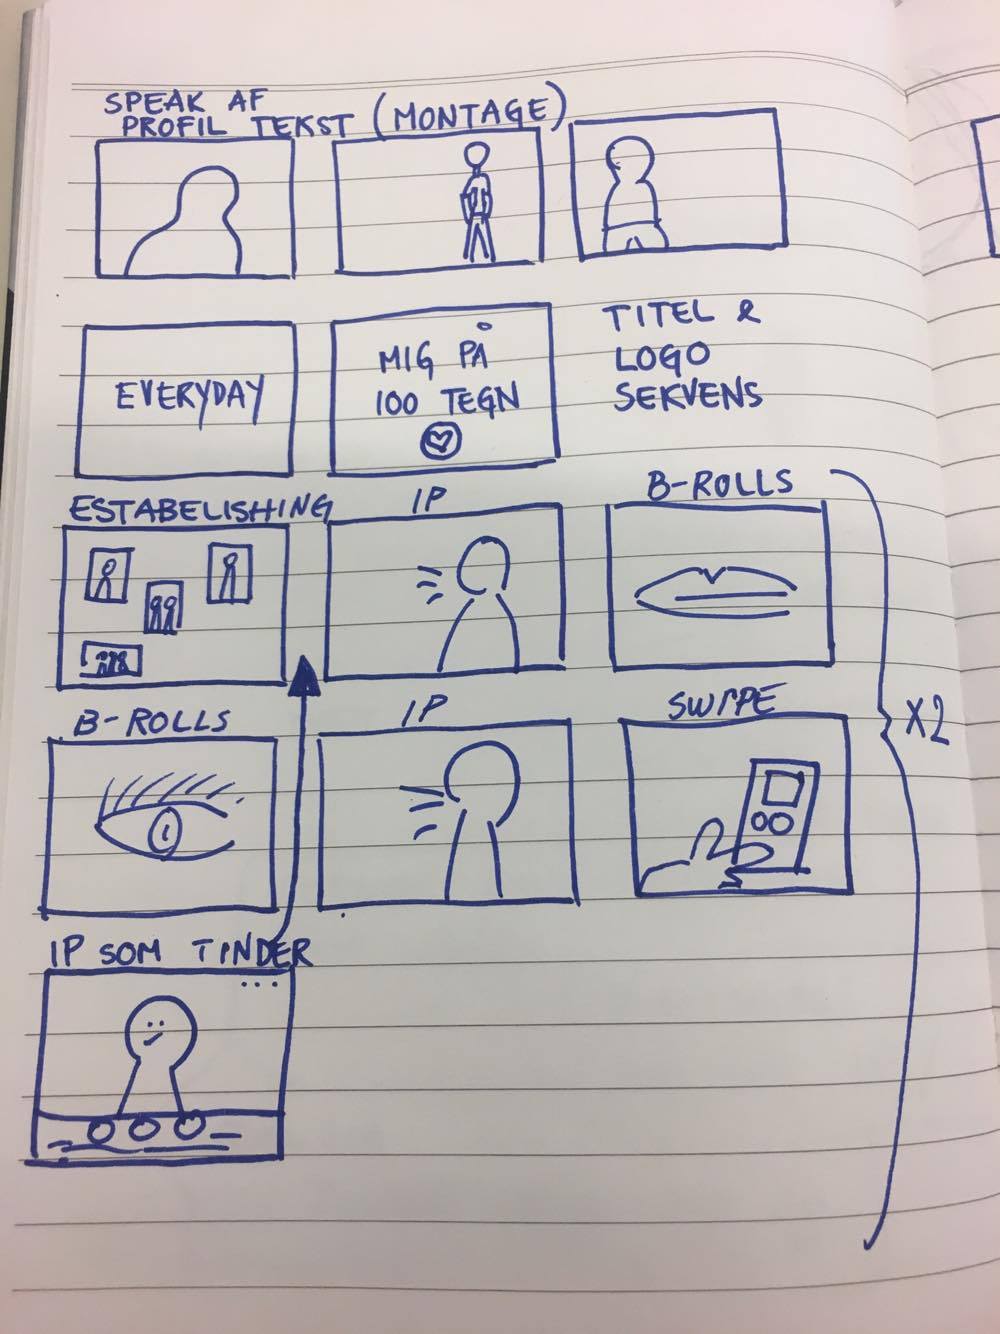 SPEAK AF
PROFIL TEKST (MONTAGE)
EVERYDAY
MIG PÅ
100 TEGN
TITEL &
LOGO
SEKVENS
ESTABELISHING
IP
B-ROLLS
B-ROLLS
IP
SWIPE
X2
IP SOM TINDER
...